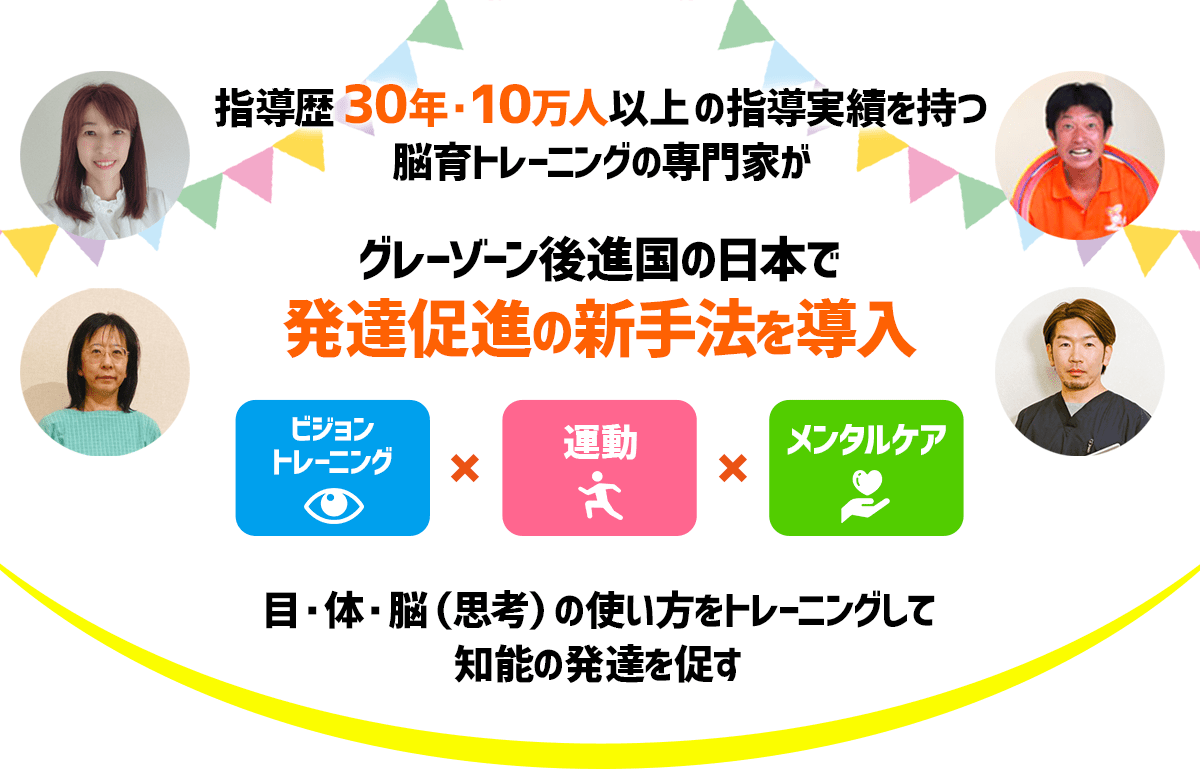 指導歴30年・10万人以上の指導実績を持つ
脳育トレーニングの専門家が
グレーゾーン後進国の日本で
発達促進の新手法を導入
ビジョン
トレーニング
×
運動
×
メンタルケア
目・体・脳(思考)の使い方をトレーニングして
知能の発達を促す